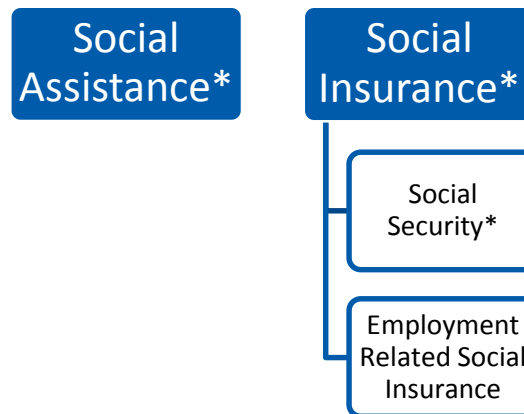 Social
Assistance*
Social
Insurance*
Social
Security*
Employment
Related Social
Insurance